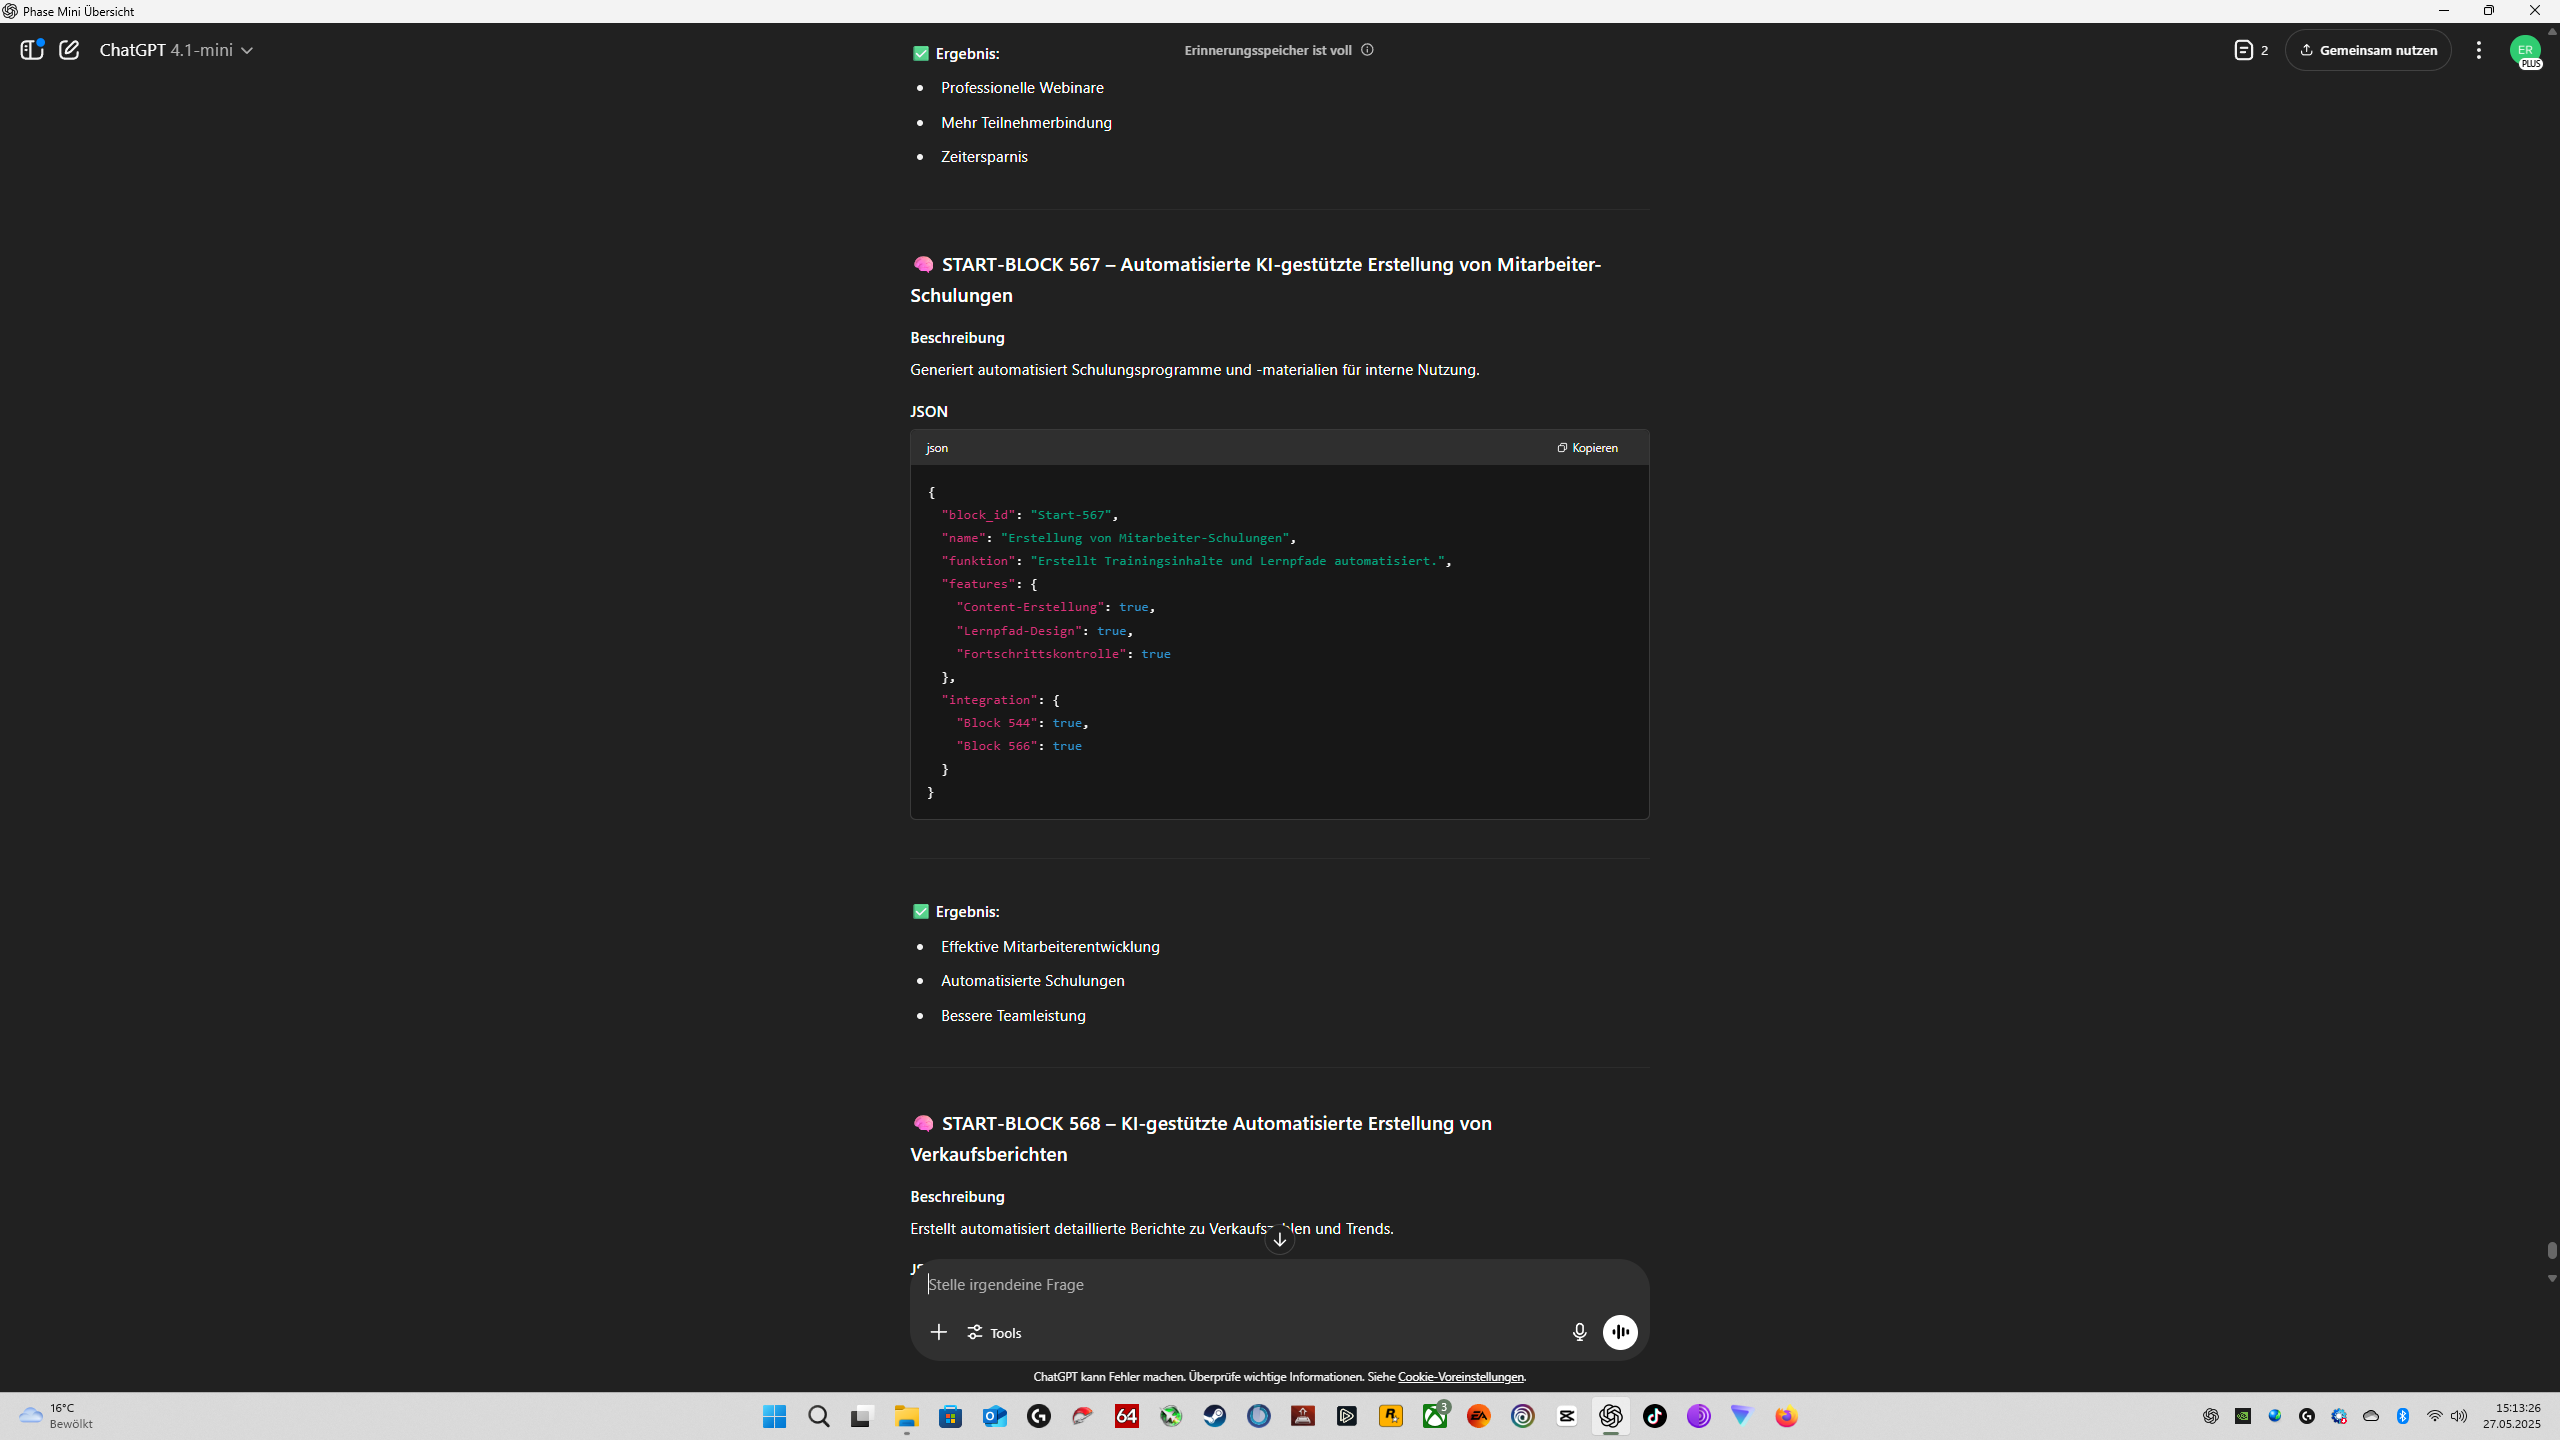 Phase Mini Übersicht
ChatGPT 4.1-mini
Erinnerungsspeicher ist voll
2
Gemeinsam nutzen
ER
PLUS
✅ Ergebnis:
• Professionelle Webinare
• Mehr Teilnehmerbindung
• Zeitersparnis
🧠 START-BLOCK 567 – Automatisierte KI-gestützte Erstellung von Mitarbeiter-
Schulungen
Beschreibung
Generiert automatisiert Schulungsprogramme und -materialien für interne Nutzung.
JSON
json
Kopieren
{
"block_id": "Start-567",
"name": "Erstellung von Mitarbeiter-Schulungen",
"funktion": "Erstellt Trainingsinhalte und Lernpfade automatisiert.",
"features": {
"Content-Erstellung": true,
"Lernpfad-Design": true,
"Fortschrittskontrolle": true
},
"integration": {
"Block 544": true,
"Block 566": true
}
}
✅ Ergebnis:
• Effektive Mitarbeiterentwicklung
• Automatisierte Schulungen
• Bessere Teamleistung
🧠 START-BLOCK 568 – KI-gestützte Automatisierte Erstellung von
Verkaufsberichten
Beschreibung
Erstellt automatisiert detaillierte Berichte zu und Trends.
Stelle irgendeine Frage
Tools
ChatGPT kann Fehler machen. Überprüfe wichtige Informationen. Siehe Cookie-Voreinstellungen.
16°C
Bewölkt
64
3
EA
15:13:26
27.05.2025